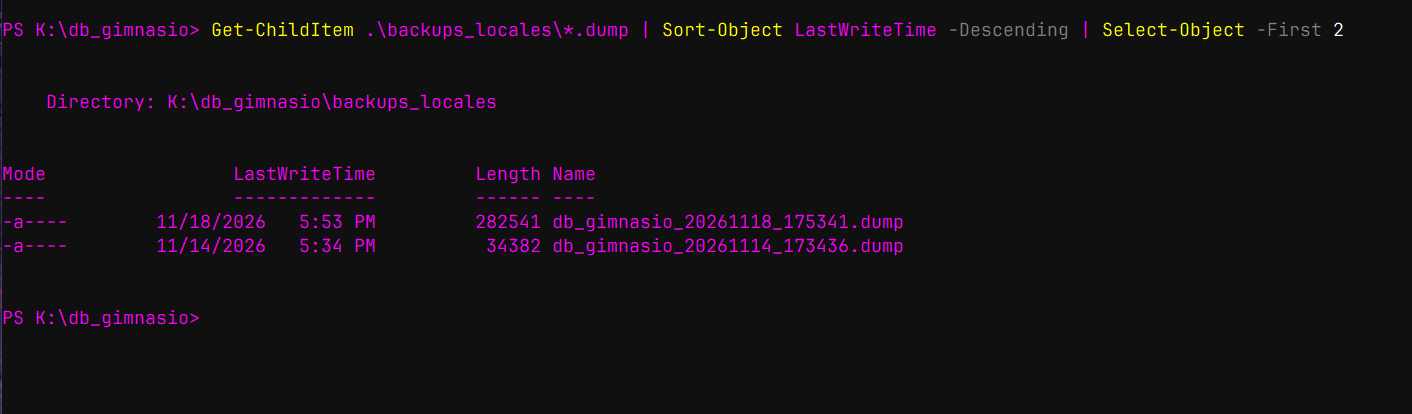 PS K:\db_gimnasio> Get-ChildItem .\backups_locales\*.dump | Sort-Object LastWriteTime -Descending | Select-Object -First 2
Directory: K:\db_gimnasio\backups_locales
Mode                 LastWriteTime         Length Name
----                 -------------         ------ ----
-a----        11/18/2026   5:53 PM         282541 db_gimnasio_20261118_175341.dump
-a----        11/14/2026   5:34 PM          34382 db_gimnasio_20261114_173436.dump
PS K:\db_gimnasio>